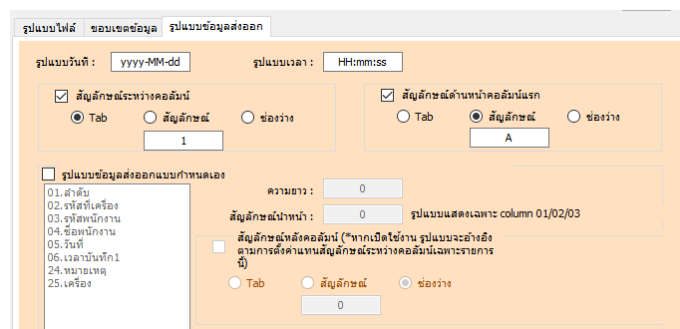 รูปแบบไฟล์ ขอบเขตข้อมูล รูปแบบข้อมูลส่งออก
รูปแบบวันที่ : yyyy-MM-dd รูปแบบเวลา : HH:mm:ss
สัญลักษณ์ระหว่างคอลัมน์ สัญลักษณ์ด้านหน้าคอลัมน์แรก
Tab สัญลักษณ์ ช่องว่าง Tab สัญลักษณ์ ช่องว่าง
1 A
รูปแบบข้อมูลส่งออกแบบกำหนดเอง
01.ลำดับ
02.รหัสที่เครื่อง
03.รหัสพนักงาน
04.ชื่อพนักงาน
05.วันที่
06.เวลาบันทึก1
24.หมายเหตุ
25.เครื่อง
ความยาว : 0
สัญลักษณ์นำหน้า : 0 รูปแบบแสดงเฉพาะ column 01/02/03
สัญลักษณ์หลังคอลัมน์ (*หากเปิดใช้งาน รูปแบบจะอ้างอิง
ตามการตั้งค่าแทนสัญลักษณ์ระหว่างคอลัมน์เฉพาะรายการ
นี้)
Tab สัญลักษณ์ ช่องว่าง
0